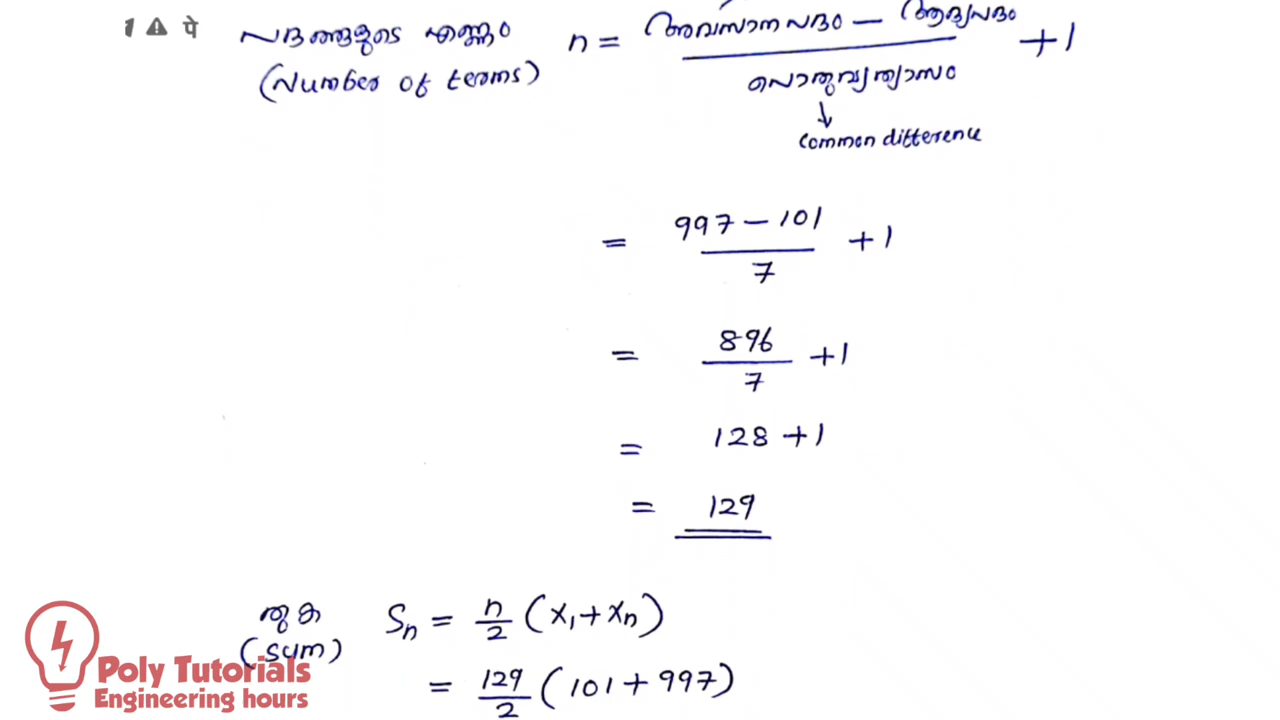 1 ⚠ पे
പദങ്ങളുടെ എണ്ണം n = അവസാനപദം — ആദ്യപദം / പൊതുവ്യത്യാസം + 1
(Number of terms)
↓
common difference
= 997 — 101 / 7 + 1
= 896 / 7 + 1
= 128 + 1
= 129
തുക Sn = n/2 (x₁ + xn)
(sum)
= 129/2 (101 + 997)
Poly Tutorials
Engineering hours